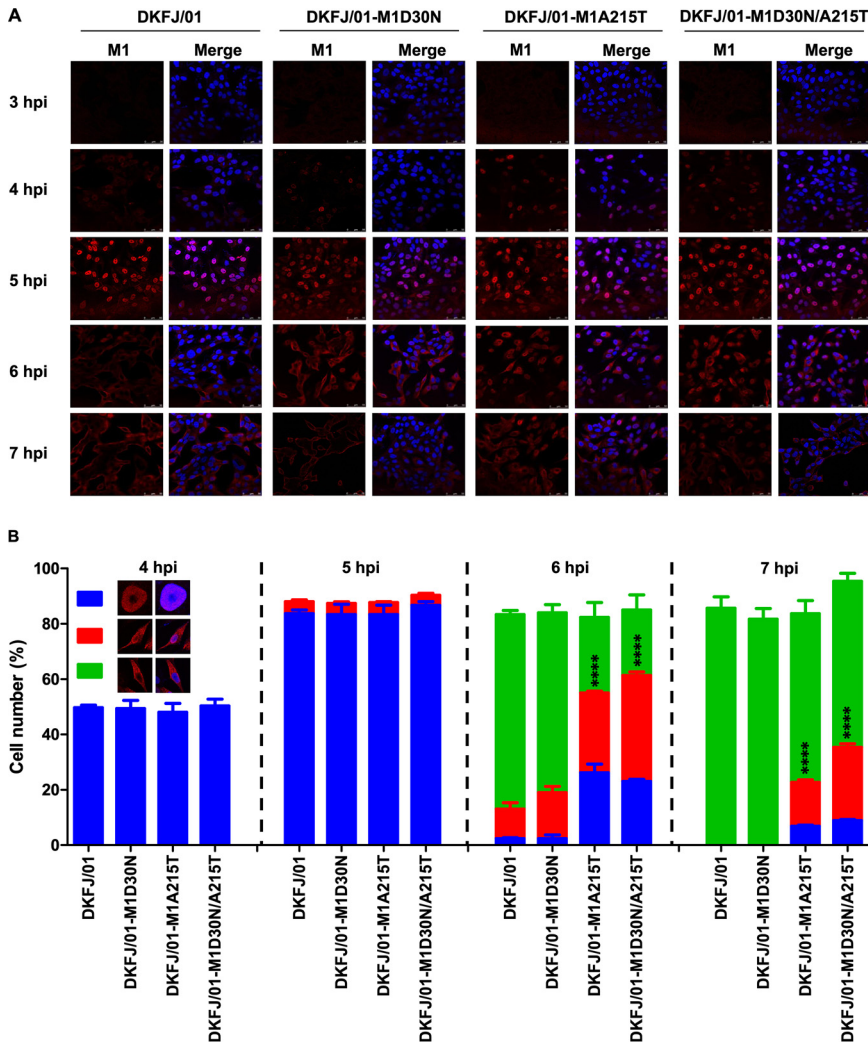 A
DKFJ/01 DKFJ/01-M1D30N DKFJ/01-M1A215T DKFJ/01-M1D30N/A215T
M1 Merge M1 Merge M1 Merge M1 Merge
3 hpi
4 hpi
5 hpi
6 hpi
7 hpi
B
4 hpi 5 hpi 6 hpi 7 hpi
Cell number (%)
100
80
60
40
20
0
**** **** **** ****
DKFJ/01
DKFJ/01-M1D30N
DKFJ/01-M1A215T
DKFJ/01-M1D30N/A215T
DKFJ/01
DKFJ/01-M1D30N
DKFJ/01-M1A215T
DKFJ/01-M1D30N/A215T
DKFJ/01
DKFJ/01-M1D30N
DKFJ/01-M1A215T
DKFJ/01-M1D30N/A215T
DKFJ/01
DKFJ/01-M1D30N
DKFJ/01-M1A215T
DKFJ/01-M1D30N/A215T